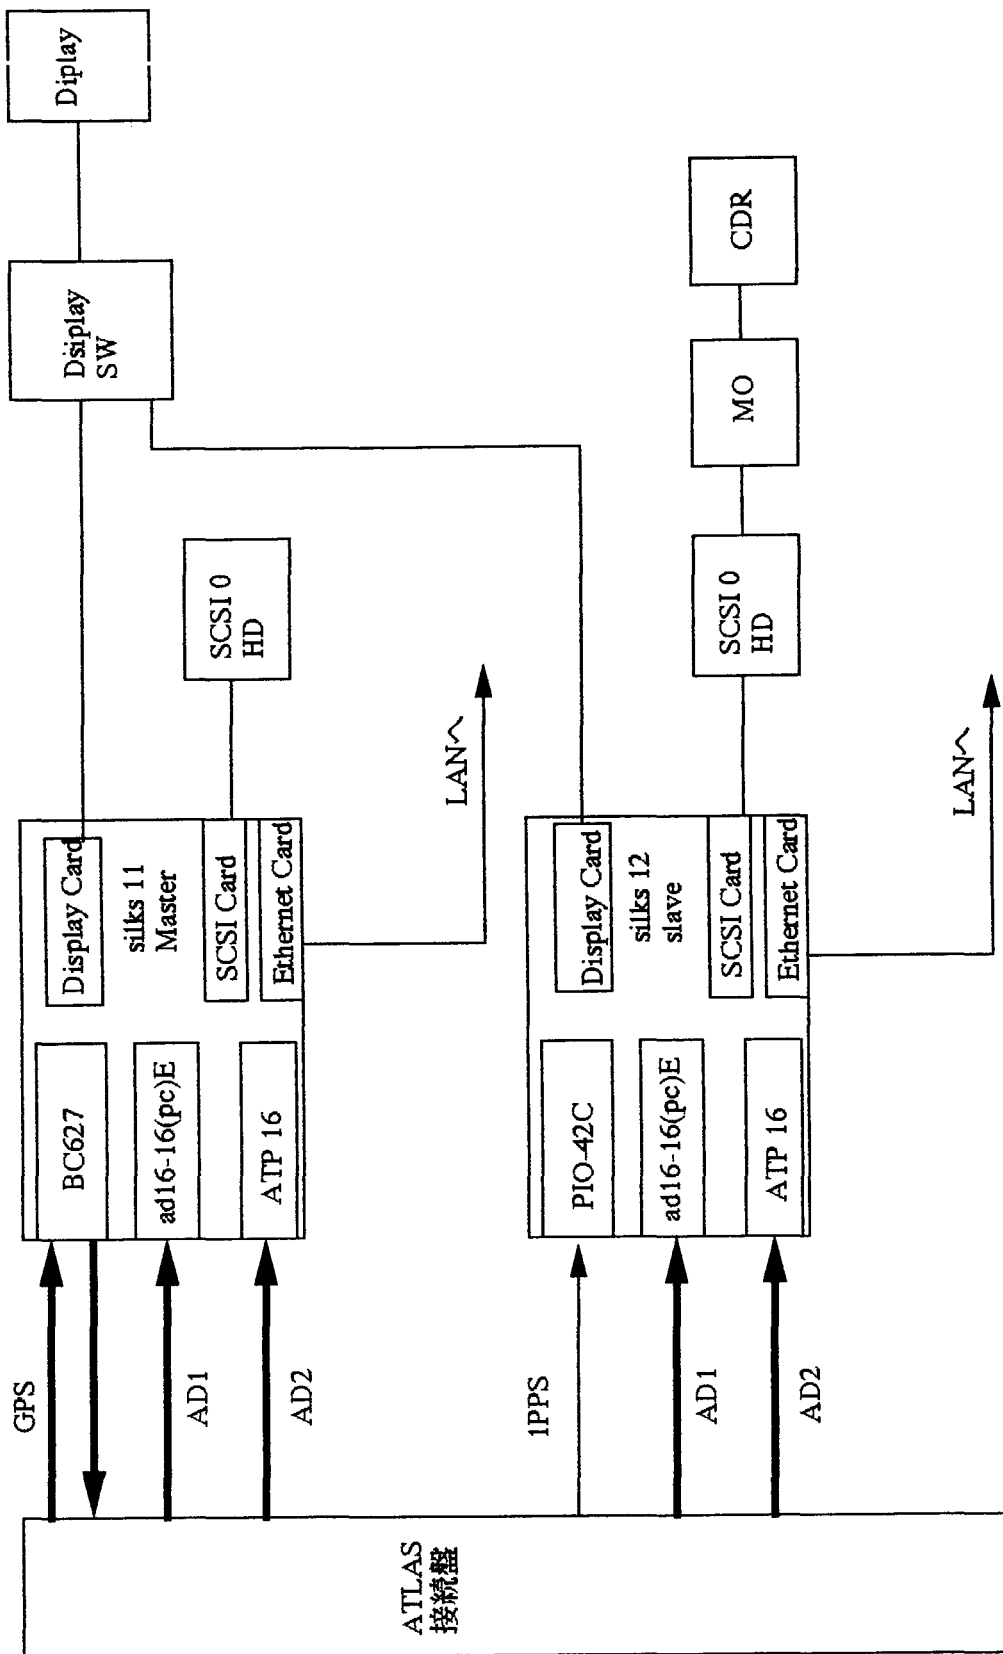 Diplay
Dsiplay
SW
SCSI 0
HD
LANへ
Display Card
silks 11
Master
SCSI Card
Ethernet Card
BC627
ad16-16(pc)E
ATP 16
GPS
AD1
AD2
CDR
MO
SCSI 0
HD
LANへ
Display Card
silks 12
slave
SCSI Card
Ethernet Card
PIO-42C
ad16-16(pc)E
ATP 16
1PPS
AD1
AD2
ATLAS
接続盤